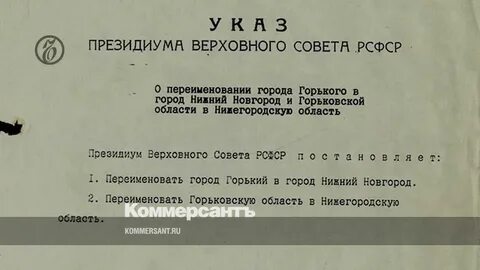 УКАЗ
ПРЕЗИДИУМА ВЕРХОВНОГО СОВЕТА РСФСР
О переименовании города Горького в
город Нижний Новгород и Горьковской
области в Нижегородскую область
Президиум Верховного Совета РСФСР постановляет:
1. Переименовать город Горький в город Нижний Новгород.
2. Переименовать Горьковскую область в Нижегородскую
область.
Коммерсантъ
KOMMERSANT.RU